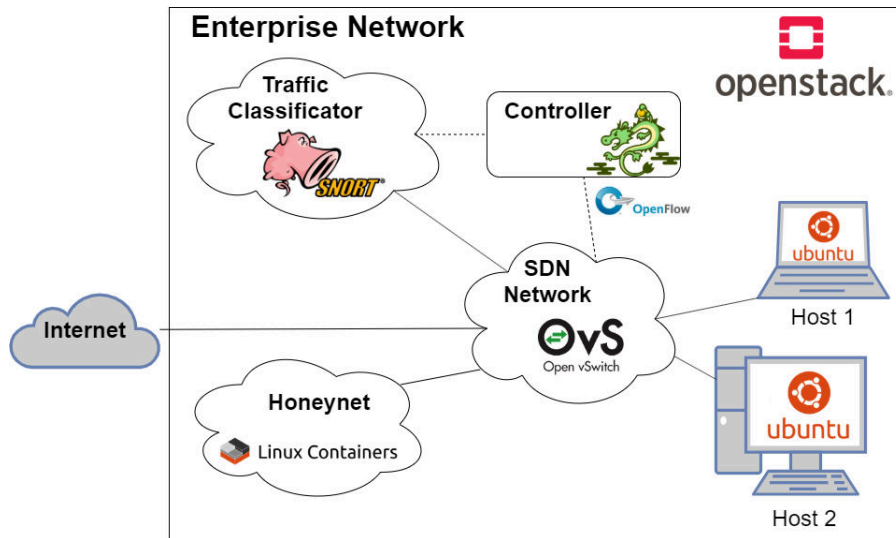 Enterprise Network
openstack.
Traffic
Classificator
SNORT®
Controller
OpenFlow
SDN
Network
OvS
Open vSwitch
ubuntu
Host 1
Internet
Honeynet
Linux Containers
ubuntu
Host 2